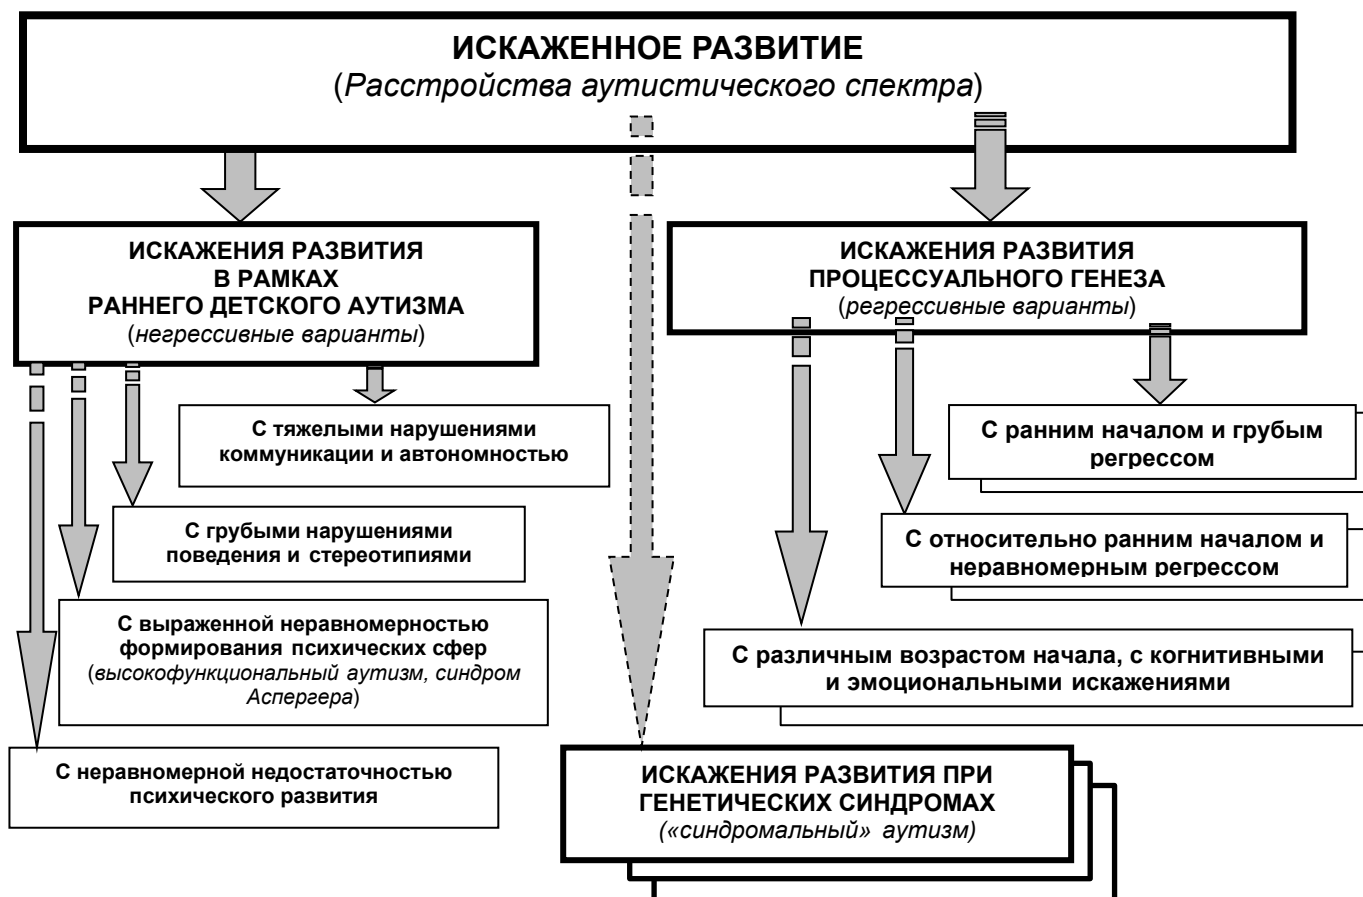 ИСКАЖЕННОЕ РАЗВИТИЕ
(Расстройства аутистического спектра)
ИСКАЖЕНИЯ РАЗВИТИЯ
В РАМКАХ
РАННЕГО ДЕТСКОГО АУТИЗМА
(негрессивные варианты)
ИСКАЖЕНИЯ РАЗВИТИЯ
ПРОЦЕССУАЛЬНОГО ГЕНЕЗА
(регрессивные варианты)
С тяжелыми нарушениями
коммуникации и автономностью
С грубыми нарушениями
поведения и стереотипиями
С выраженной неравномерностью
формирования психических сфер
(высокофункциональный аутизм, синдром
Аспергера)
С неравномерной недостаточностью
психического развития
С ранним началом и грубым
регрессом
С относительно ранним началом и
неравномерным регрессом
С различным возрастом начала, с когнитивными
и эмоциональными искажениями
ИСКАЖЕНИЯ РАЗВИТИЯ ПРИ
ГЕНЕТИЧЕСКИХ СИНДРОМАХ
(«синдромальный» аутизм)